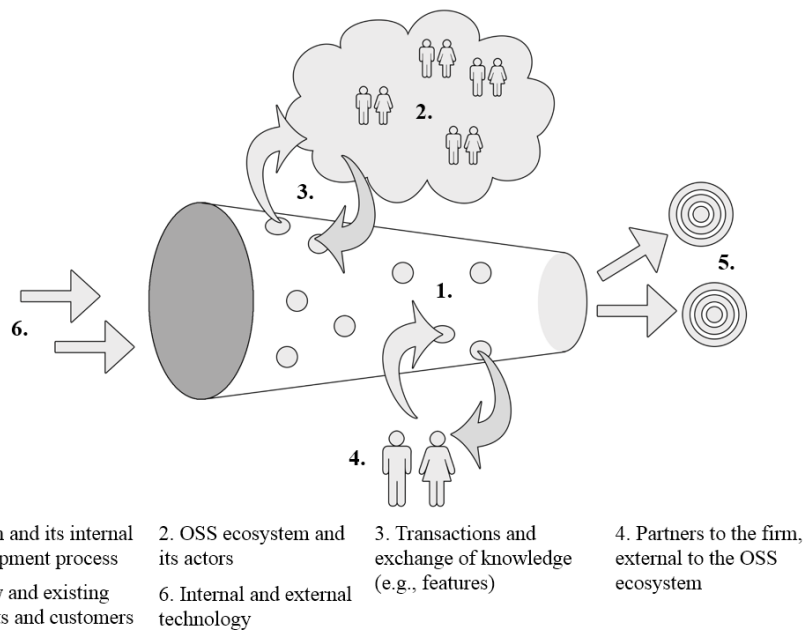 2.
3.
1.
5.
6.
4.
and its internal
process
2. OSS ecosystem and
its actors
3. Transactions and
exchange of knowledge
(e.g., features)
4. Partners to the firm,
external to the OSS
ecosystem
and existing
and customers
6. Internal and external
technology